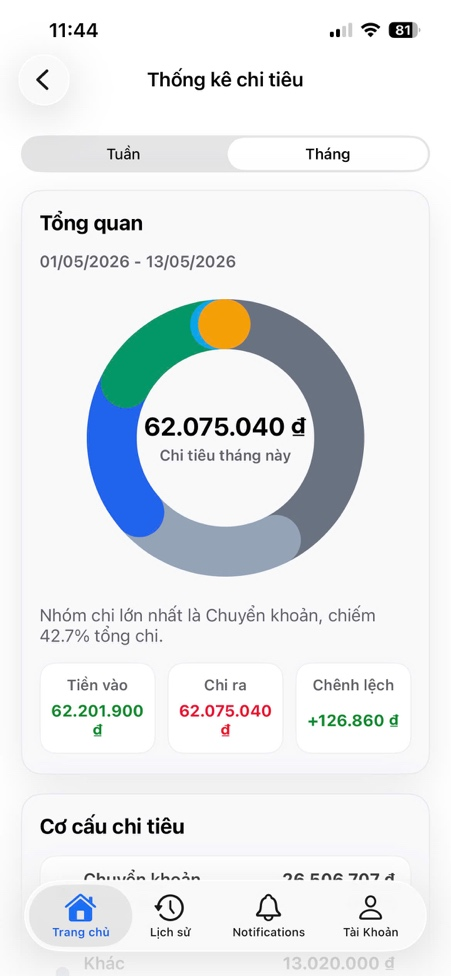 11:44
81
Thống kê chi tiêu
Tuần
Tháng
Tổng quan
01/05/2026 - 13/05/2026
62.075.040 đ
Chi tiêu tháng này
Nhóm chi lớn nhất là Chuyển khoản, chiếm
42.7% tổng chi.
Tiền vào
62.201.900
đ
Chi ra
62.075.040
đ
Chênh lệch
+126.860 đ
Cơ cấu chi tiêu
Chuyển khoản
26.506.707 đ
Trang chủ
Lịch sử
Notifications
Tài Khoản
Khác
13.020.000 đ